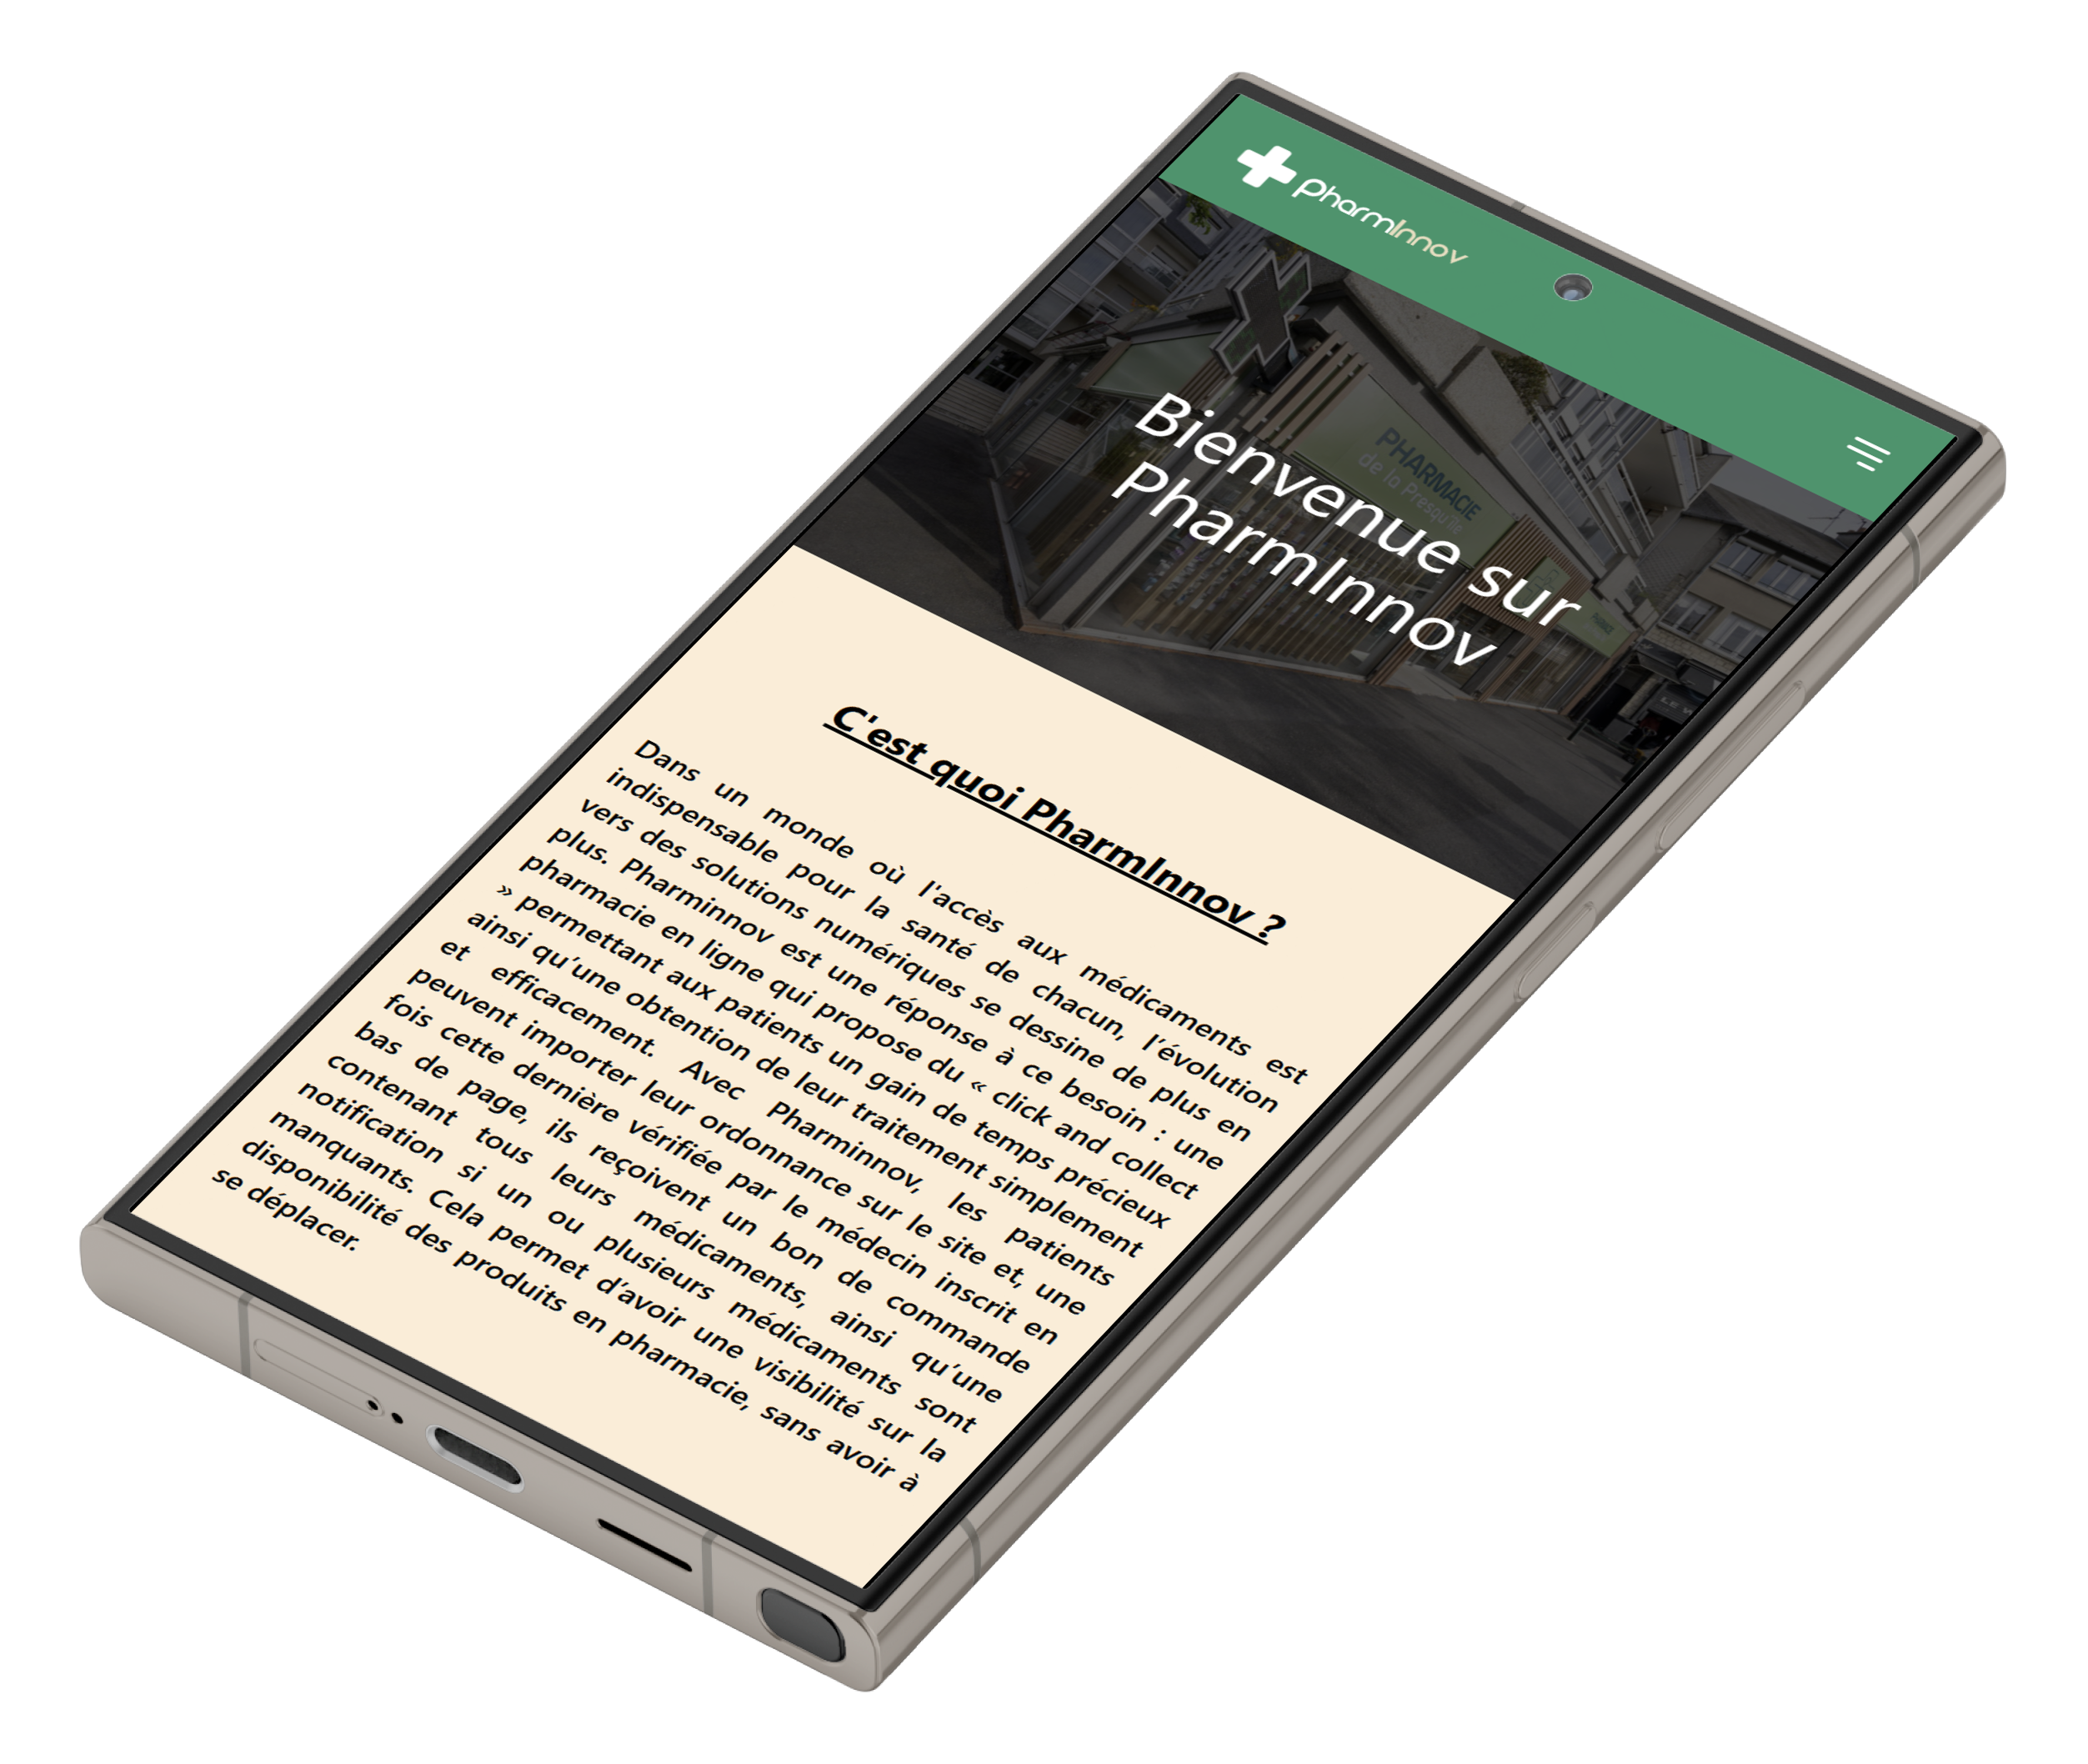 PharmInnov
Bienvenue sur
PharmInnov
PHARMACIE
de la Presqu'île
C'est quoi PharmInnov ?
Dans un monde où l'accès aux médicaments est
indispensable pour la santé de chacun, l’évolution
vers des solutions numériques se dessine de plus en
plus. Pharminnov est une réponse à ce besoin : une
pharmacie en ligne qui propose du « click and collect
» permettant aux patients un gain de temps précieux
ainsi qu’une obtention de leur traitement simplement
et efficacement. Avec Pharminnov, les patients
peuvent importer leur ordonnance sur le site et, une
fois cette dernière vérifiée par le médecin inscrit en
bas de page, ils reçoivent un bon de commande
contenant tous leurs médicaments, ainsi qu’une
notification si un ou plusieurs médicaments sont
manquants. Cela permet d’avoir une visibilité sur la
disponibilité des produits en pharmacie, sans avoir à
se déplacer.